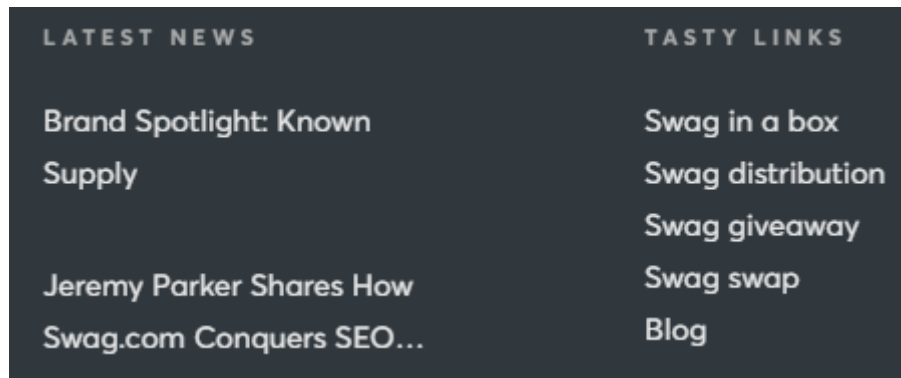 LATEST NEWS
Brand Spotlight: Known
Supply
Jeremy Parker Shares How
Swag.com Conquers SEO...
TASTY LINKS
Swag in a box
Swag distribution
Swag giveaway
Swag swap
Blog